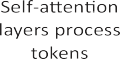 Self-attention
layers process
tokens